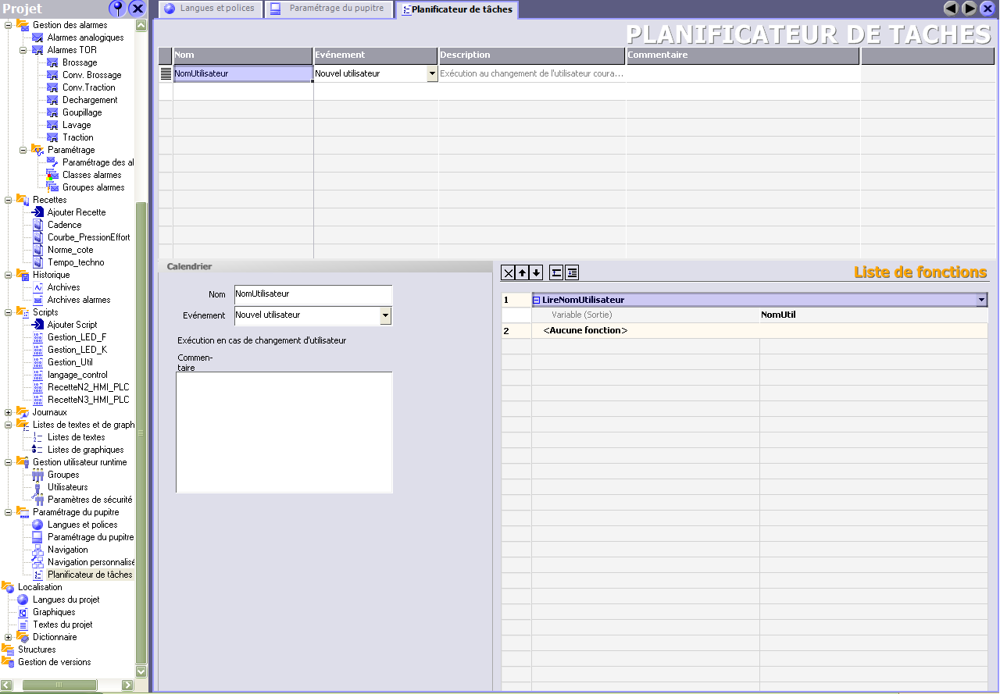 Projet
Gestion des alarmes
Alarmes analogiques
Alarmes TOR
Brossage
Conv. Brossage
Conv.Traction
Dechargement
Goupillage
Lavage
Traction
Paramétrage
Paramétrage des al
Classes alarmes
Groupes alarmes
Recettes
Ajouter Recette
Cadence
Courbe_PressionEffort
Norme_cote
Tempo_techno
Historique
Archives
Archives alarmes
Scripts
Ajouter Script
Gestion_LED_F
Gestion_LED_K
Gestion_Util
langage_control
RecetteN2_HMI_PLC
RecetteN3_HMI_PLC
Journaux
Listes de textes et de graph
Listes de textes
Listes de graphiques
Gestion utilisateur runtime
Groupes
Utilisateurs
Paramètres de sécurité
Paramétrage du pupitre
Langues et polices
Paramétrage du pupitre
Navigation
Navigation personnalisé
Planificateur de tâches
Localisation
Langues du projet
Graphiques
Textes du projet
Dictionnaire
Structures
Gestion de versions
Langues et polices
Paramétrage du pupitre
Planificateur de tâches
PLANIFICATEUR DE TACHES
Nom Evénement Description Commentaire
NomUtilisateur Nouvel utilisateur Exécution au changement de l'utilisateur coura...
Calendrier
Nom NomUtilisateur
Evénement Nouvel utilisateur
Exécution en cas de changement d'utilisateur
Commen-
taire
Liste de fonctions
1 LireNomUtilisateur
Variable (Sortie) NomUtil
2 <Aucune fonction>